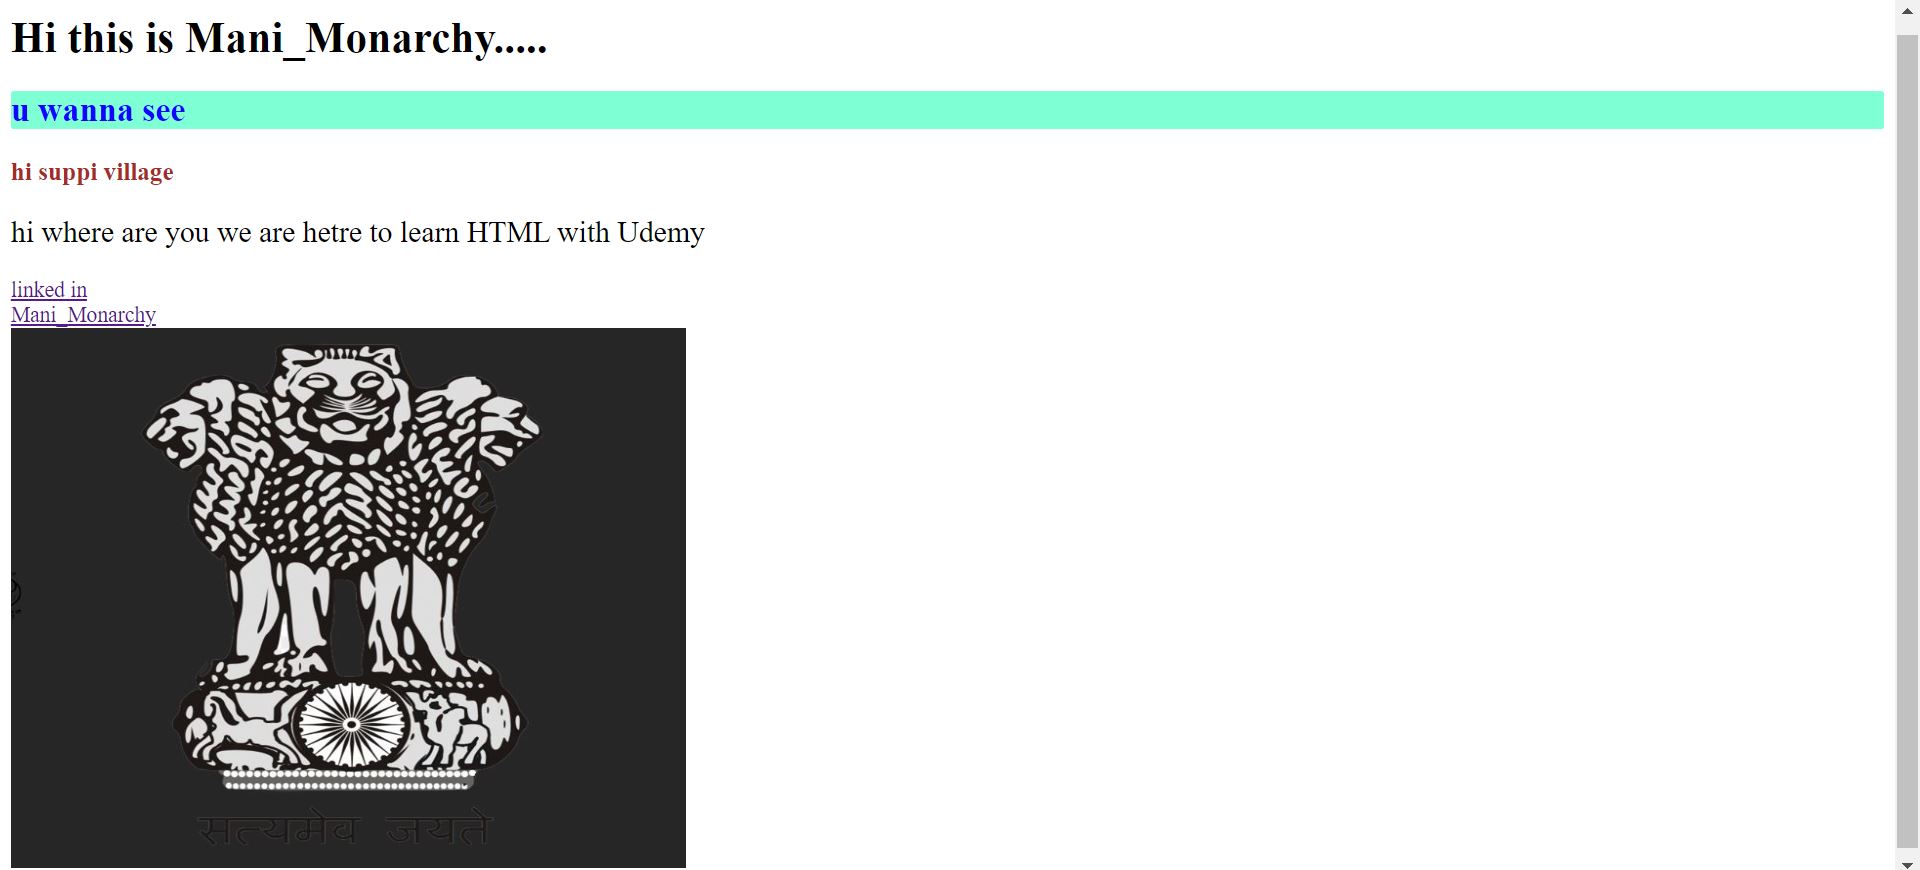 Hi this is Mani_Monarchy.....
u wanna see
hi suppi village
hi where are you we are hetre to learn HTML with Udemy
linked in
Mani_Monarchy
सत्यमेव जयते